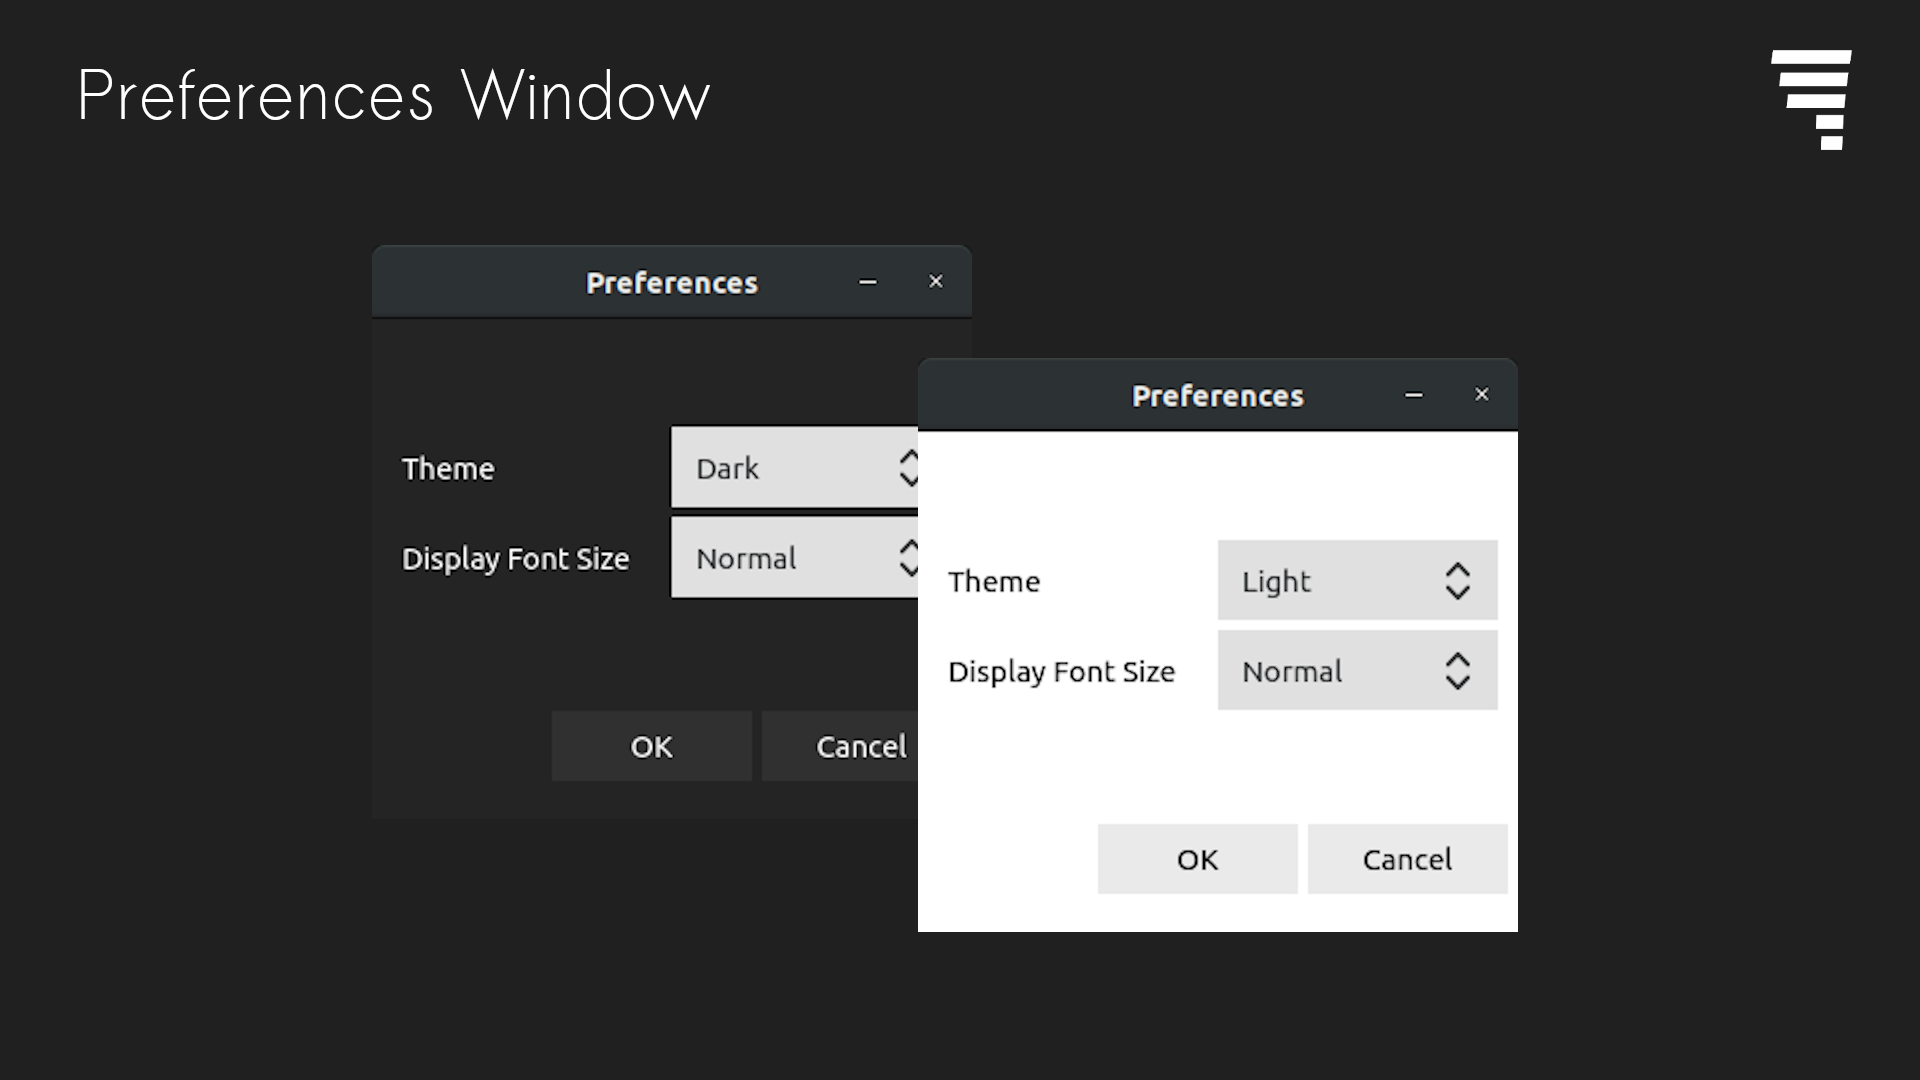 Preferences Window
Preferences
Theme
Dark
Display Font Size
Normal
OK
Cancel
Preferences
Theme
Light
Display Font Size
Normal
OK
Cancel